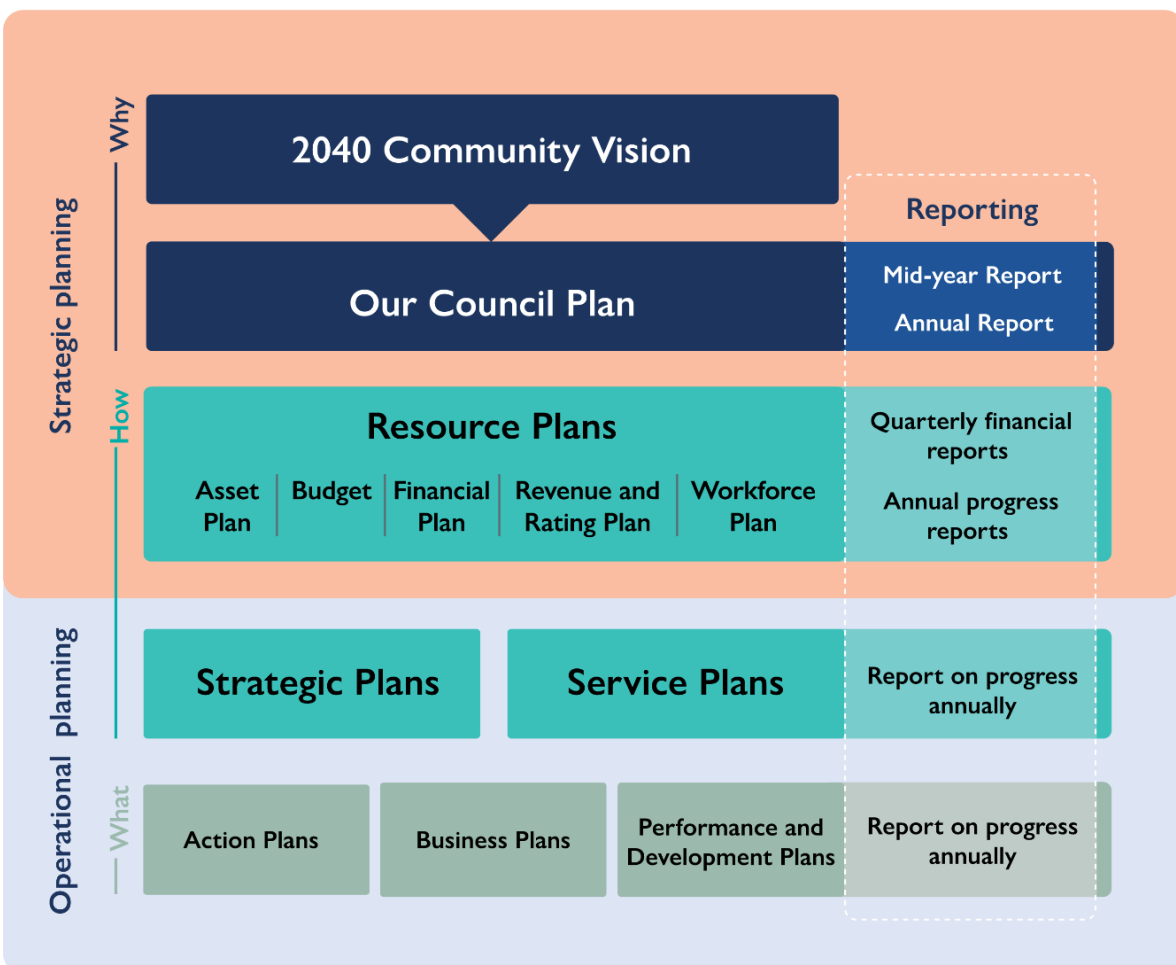 Strategic planning
Why
2040 Community Vision
Reporting
Our Council Plan
Mid-year Report
Annual Report
How
Resource Plans
Asset
Plan
Budget
Financial
Plan
Revenue and
Rating Plan
Workforce
Plan
Quarterly financial
reports
Annual progress
reports
Operational planning
Strategic Plans
Service Plans
Report on progress
annually
What
Action Plans
Business Plans
Performance and
Development Plans
Report on progress
annually